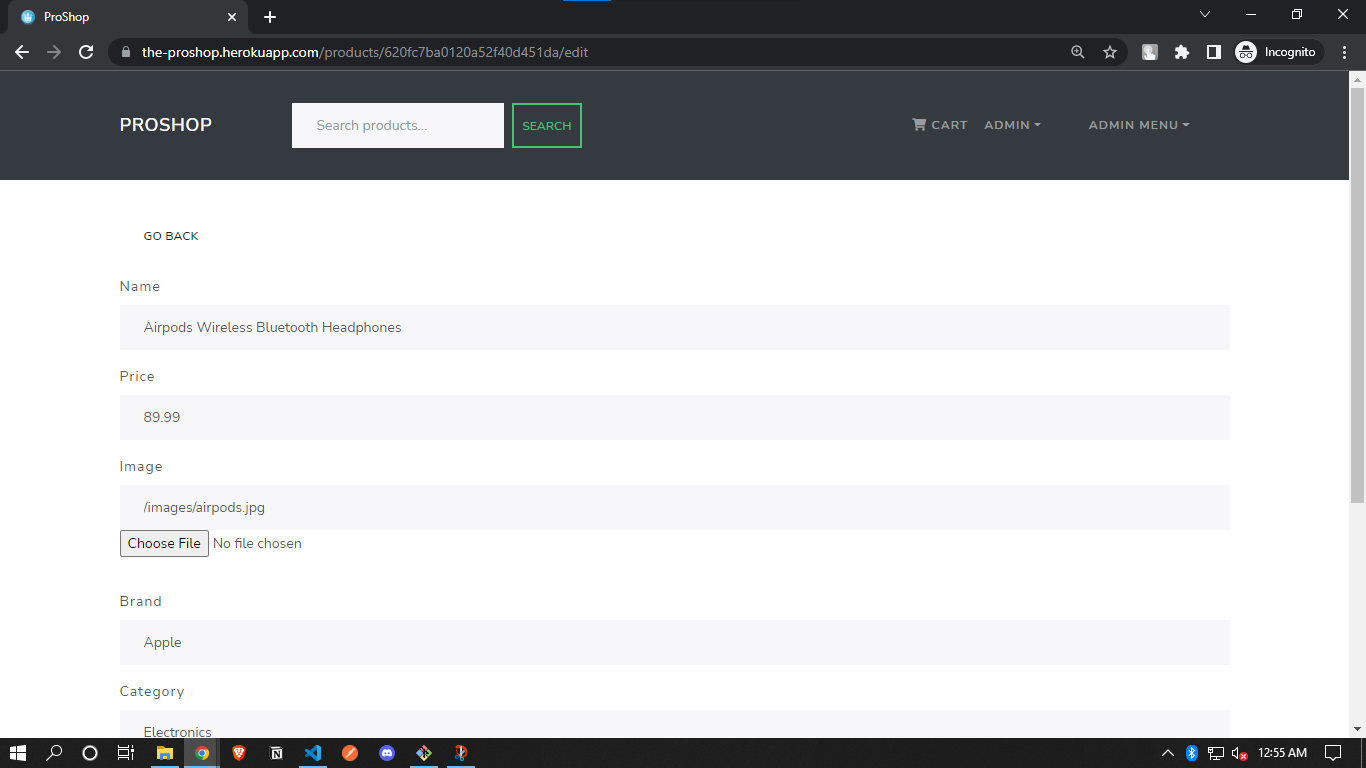 ProShop
the-proshop.herokuapp.com/products/620fc7ba0120a52f40d451da/edit
Incognito
PROSHOP
Search products...
SEARCH
CART
ADMIN
ADMIN MENU
GO BACK
Name
Airpods Wireless Bluetooth Headphones
Price
89.99
Image
/images/airpods.jpg
Choose File No file chosen
Brand
Apple
Category
Electronics
12:55 AM